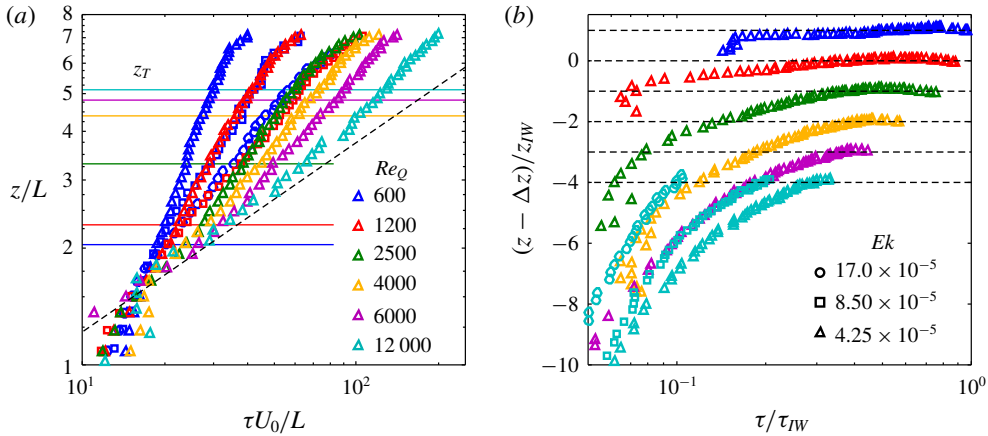 (a)
8
7
6
5
4
3
2
1
z/L
z_T
Re_Q
600
1200
2500
4000
6000
12 000
10^1
10^2
τU_0/L
(b)
0
−2
−4
−6
−8
−10
(z − Δz)/z_IW
Ek
17.0 × 10^−5
8.50 × 10^−5
4.25 × 10^−5
10^−1
10^0
τ/τ_IW